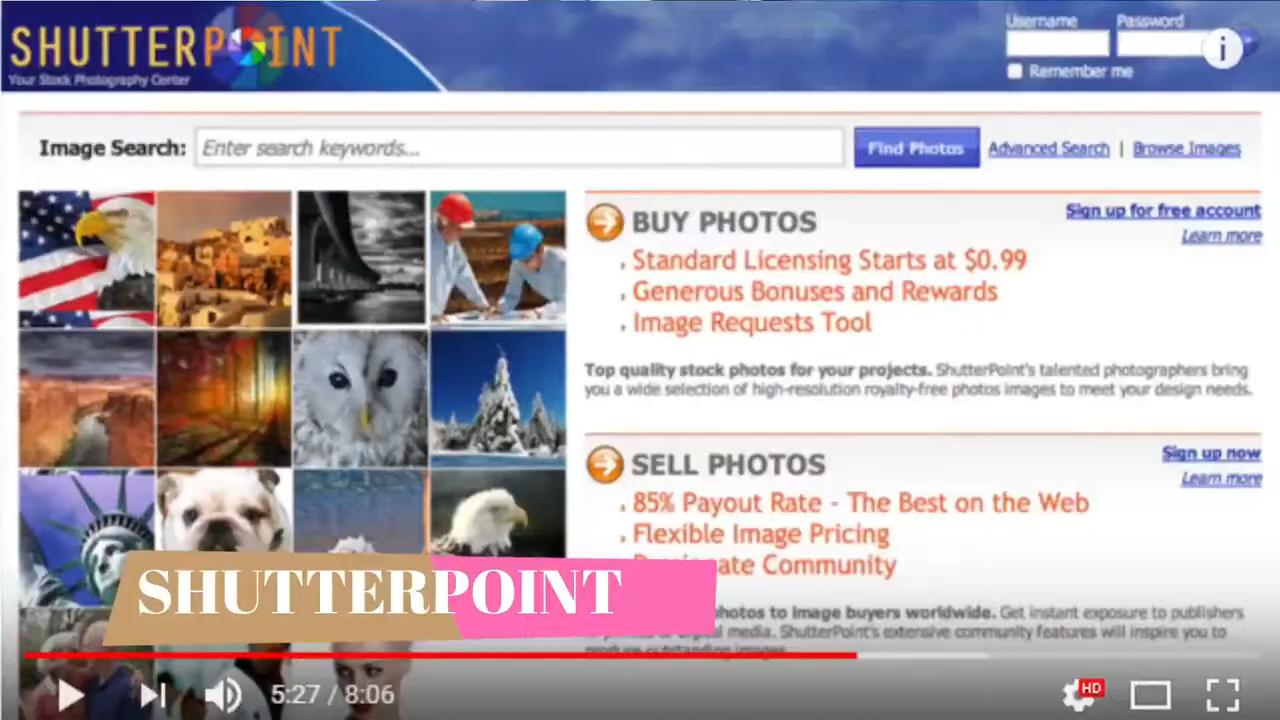 SHUTTERPOINT
Your Stock Photography Center
Username Password
Remember me
i
Image Search: Enter search keywords... Find Photos Advanced Search | Browse Images
BUY PHOTOS
Sign up for free account
Learn more
Standard Licensing Starts at $0.99
Generous Bonuses and Rewards
Image Requests Tool
Top quality stock photos for your projects. ShutterPoint's talented photographers bring
you a wide selection of high-resolution royalty-free photos images to meet your design needs.
SELL PHOTOS
Sign up now
Learn more
85% Payout Rate - The Best on the Web
Flexible Image Pricing
Community
SHUTTERPOINT
photos to image buyers worldwide. Get instant exposure to publishers
media. ShutterPoint's extensive community features will inspire you to
5:27 / 8:06
HD